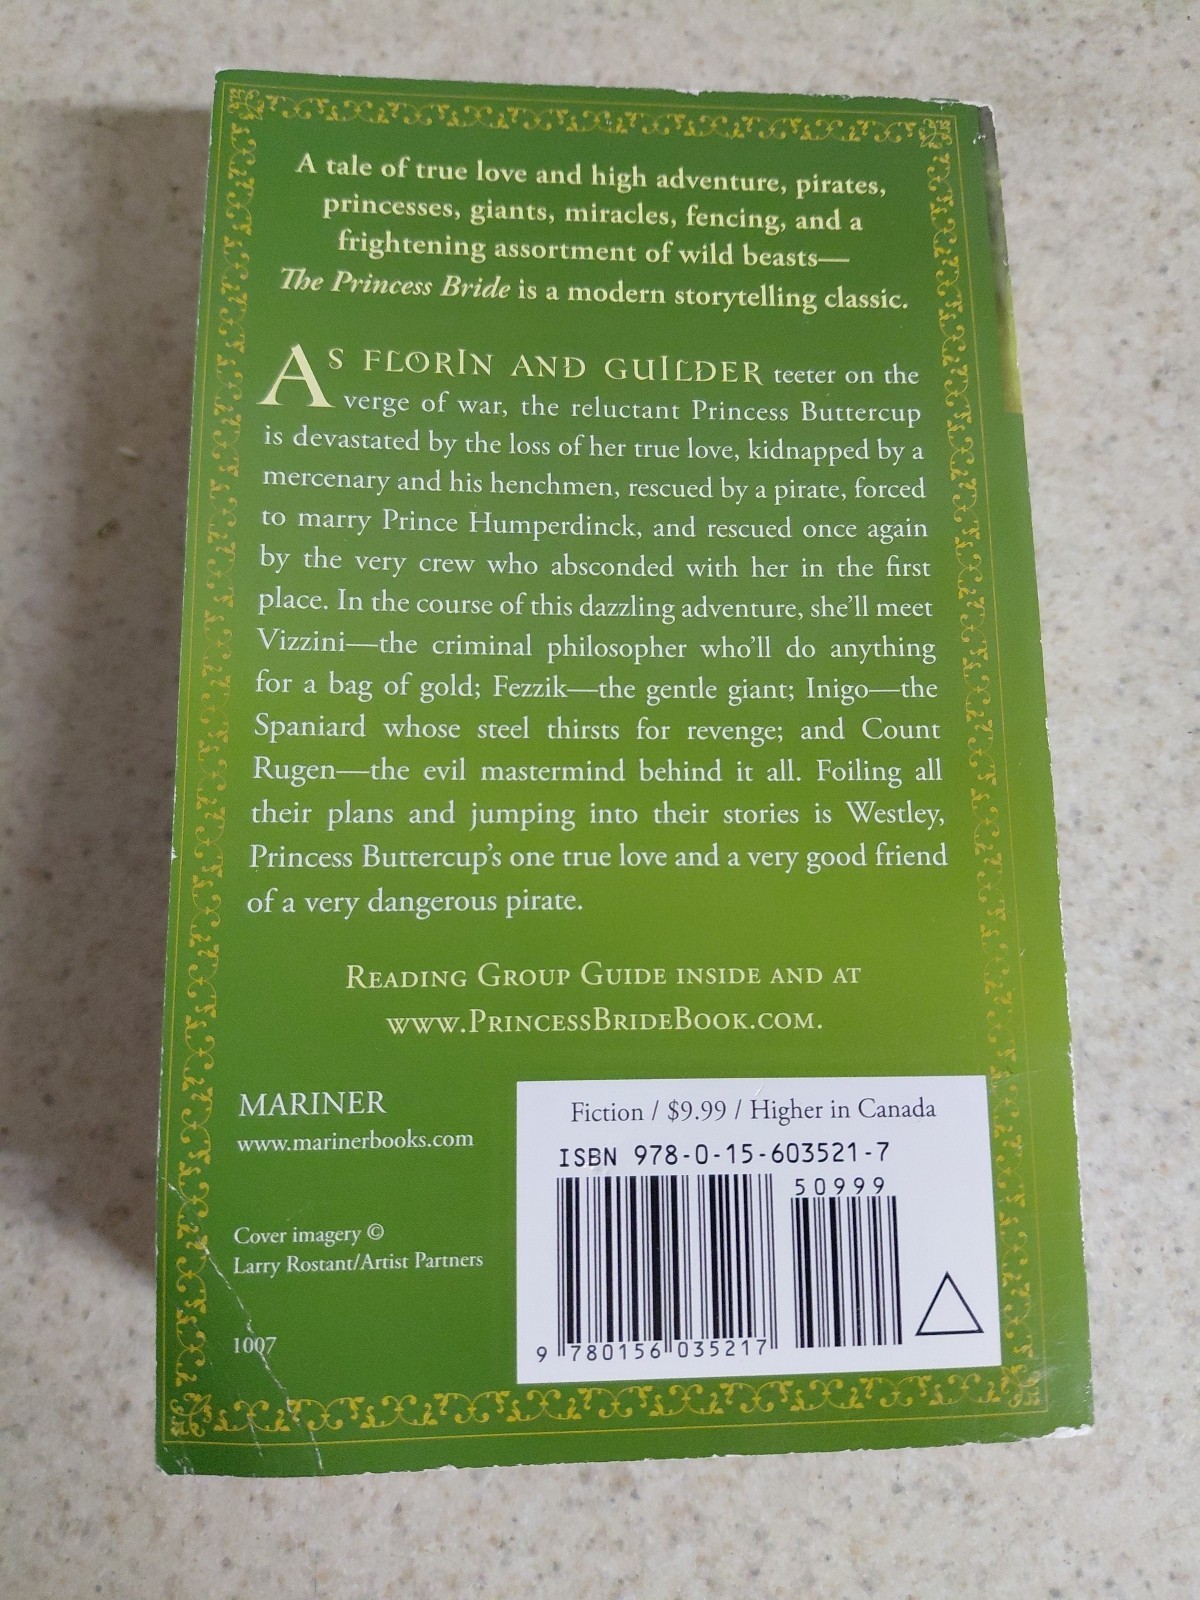 A tale of true love and high adventure, pirates,
princesses, giants, miracles, fencing, and a
frightening assortment of wild beasts—
The Princess Bride is a modern storytelling classic.
AS FLORIN AND GUILDER teeter on the
verge of war, the reluctant Princess Buttercup
is devastated by the loss of her true love, kidnapped by a
mercenary and his henchmen, rescued by a pirate, forced
to marry Prince Humperdinck, and rescued once again
by the very crew who absconded with her in the first
place. In the course of this dazzling adventure, she'll meet
Vizzini—the criminal philosopher who'll do anything
for a bag of gold; Fezzik—the gentle giant; Inigo—the
Spaniard whose steel thirsts for revenge; and Count
Rugen—the evil mastermind behind it all. Foiling all
their plans and jumping into their stories is Westley,
Princess Buttercup's one true love and a very good friend
of a very dangerous pirate.
READING GROUP GUIDE INSIDE AND AT
WWW.PRINCESSBRIDEBOOK.COM.
MARINER
www.marinerbooks.com
Cover imagery ©
Larry Rostant/Artist Partners
1007
Fiction / $9.99 / Higher in Canada
ISBN 978-0-15-603521-7
50999
9 780156 035217